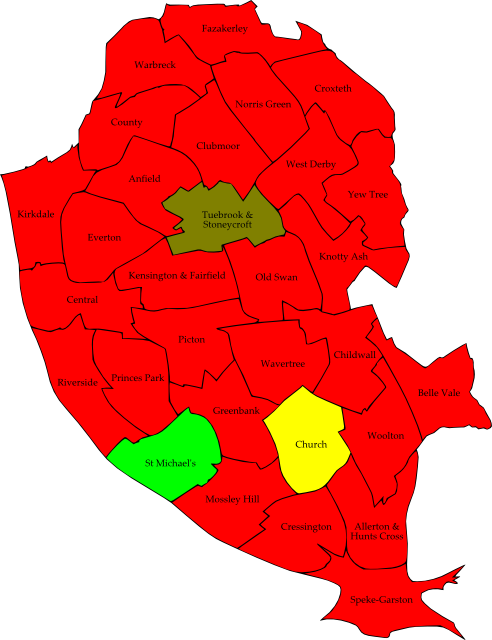 Fazakerley
Warbreck
Croxteth
Norris Green
County
Clubmoor
West Derby
Anfield
Yew Tree
Kirkdale
Tuebrook &
Stoneycroft
Everton
Knotty Ash
Kensington & Fairfield
Old Swan
Central
Picton
Childwall
Wavertree
Princes Park
Riverside
Belle Vale
Greenbank
Woolton
Church
St Michael's
Mossley Hill
Cressington
Allerton &
Hunts Cross
Speke-Garston